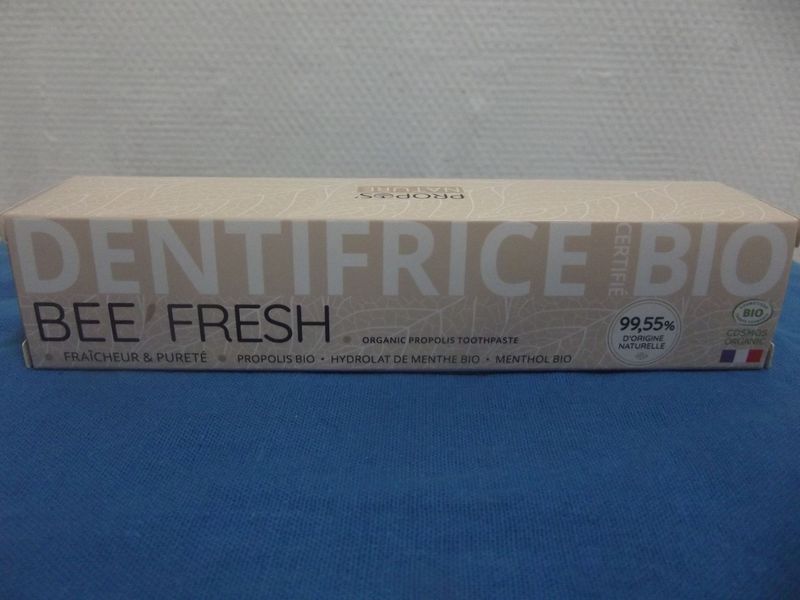 PROPOS'
NATURE
DENTIFRICE CERTIFIÉ BIO
BEE FRESH • ORGANIC PROPOLIS TOOTHPASTE
• FRAÎCHEUR & PURETÉ • PROPOLIS BIO • HYDROLAT DE MENTHE BIO • MENTHOL BIO
99,55%
D'ORIGINE
NATURELLE
BIO
COSMOS
ORGANIC